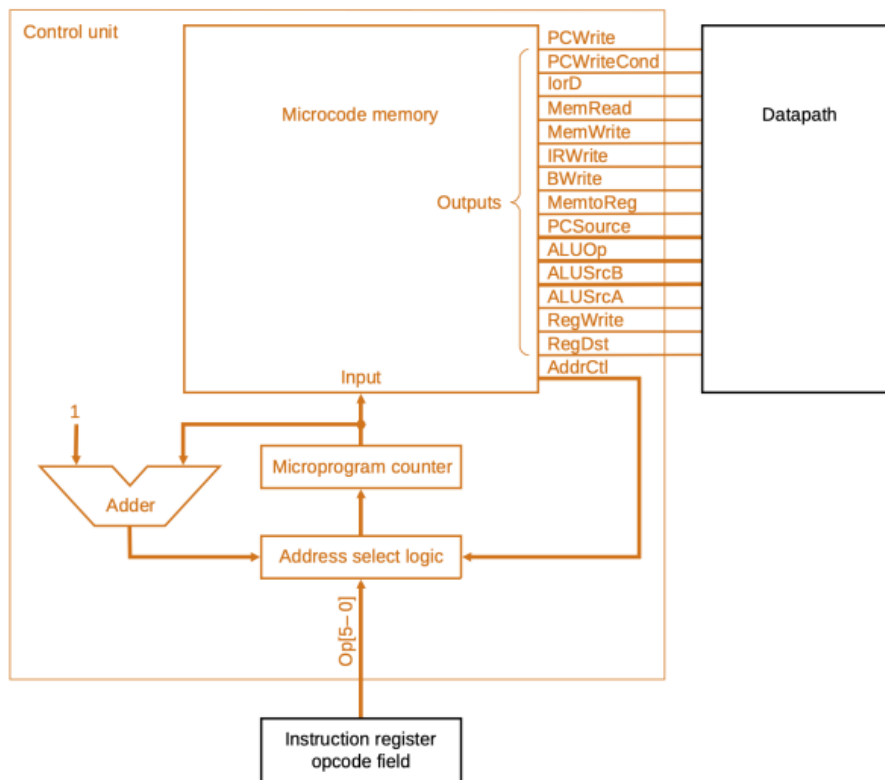 Control unit
Microcode memory
Outputs
Input
PCWrite
PCWriteCond
IorD
MemRead
MemWrite
IRWrite
BWrite
MemtoReg
PCSource
ALUOp
ALUSrcB
ALUSrcA
RegWrite
RegDst
AddrCtl
Datapath
1
Adder
Microprogram counter
Address select logic
Op[5– 0]
Instruction register
opcode field